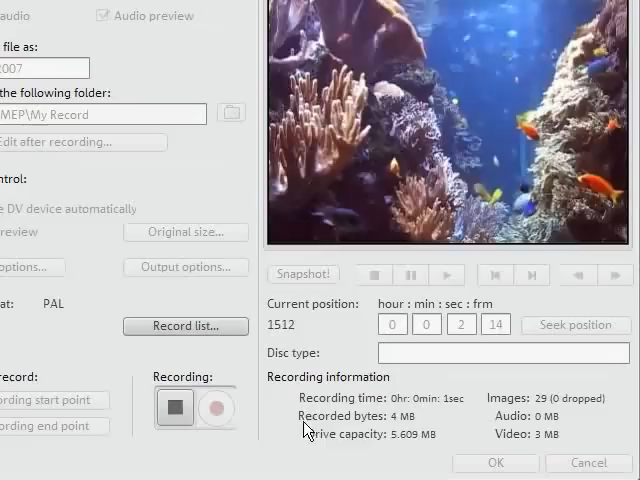 audio Audio preview
file as:
2007
the following folder:
MEP\My Record
Edit after recording...
ntrol:
e DV device automatically
review Original size...
options... Output options...
at: PAL
Record list...
record: Recording:
ording start point
ording end point
Snapshot!
Current position: hour : min : sec : frm
1512 0 0 2 14 Seek position
Disc type:
Recording information
Recording time: 0hr: 0min: 1sec Images: 29 (0 dropped)
Recorded bytes: 4 MB Audio: 0 MB
rive capacity: 5.609 MB Video: 3 MB
OK Cancel